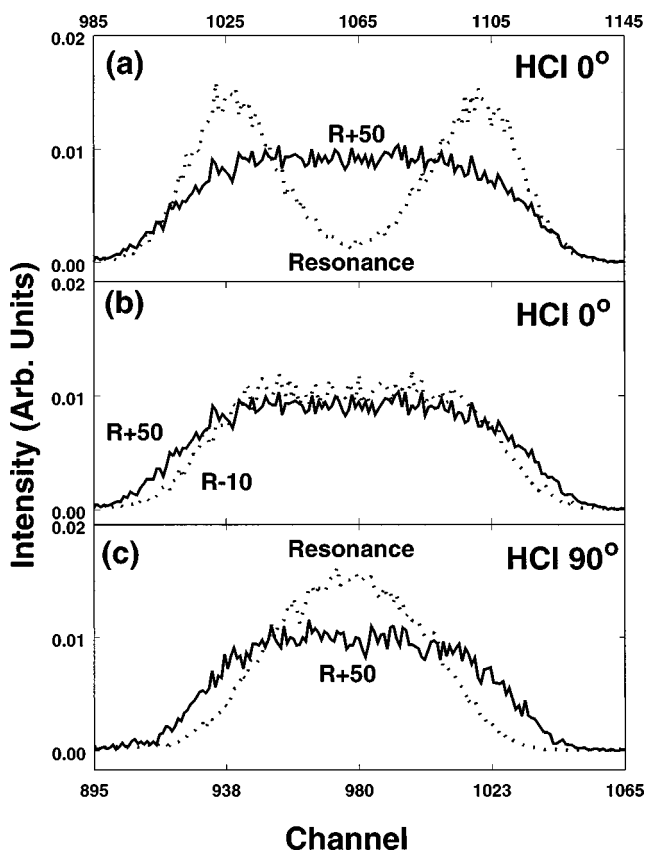 985 1025 1065 1105 1145
0.02
(a)
HCl 0°
R+50
0.01
Resonance
0.00
0.02
(b)
HCl 0°
0.01
R+50
R-10
0.00
0.02
(c)
Resonance
HCl 90°
0.01
R+50
0.00
895 938 980 1023 1065
Channel
Intensity (Arb. Units)